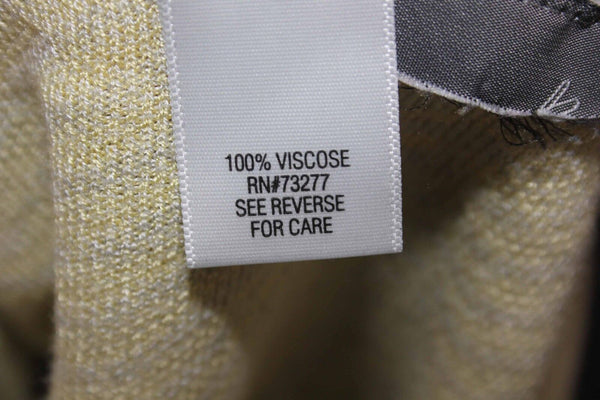 100% VISCOSE
RN#73277
SEE REVERSE
FOR CARE